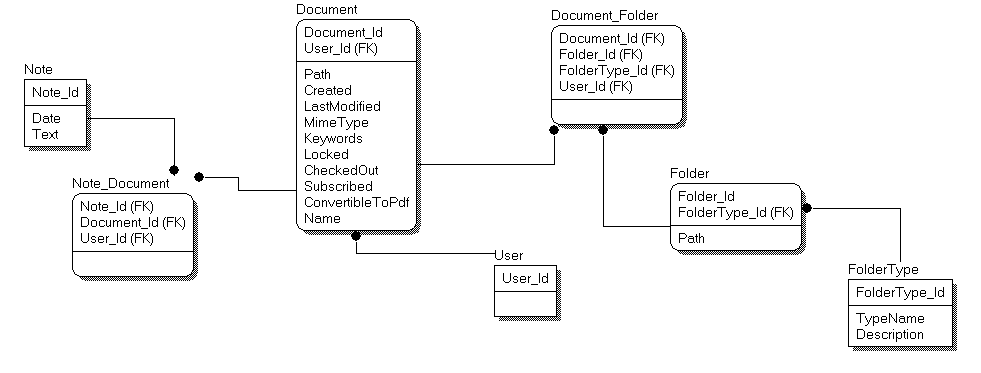 Document
Document_Id
User_Id (FK)
Path
Created
LastModified
MimeType
Keywords
Locked
CheckedOut
Subscribed
ConvertibleToPdf
Name
Document_Folder
Document_Id (FK)
Folder_Id (FK)
FolderType_Id (FK)
User_Id (FK)
Note
Note_Id
Date
Text
Note_Document
Note_Id (FK)
Document_Id (FK)
User_Id (FK)
Folder
Folder_Id
FolderType_Id (FK)
Path
User
User_Id
FolderType
FolderType_Id
TypeName
Description